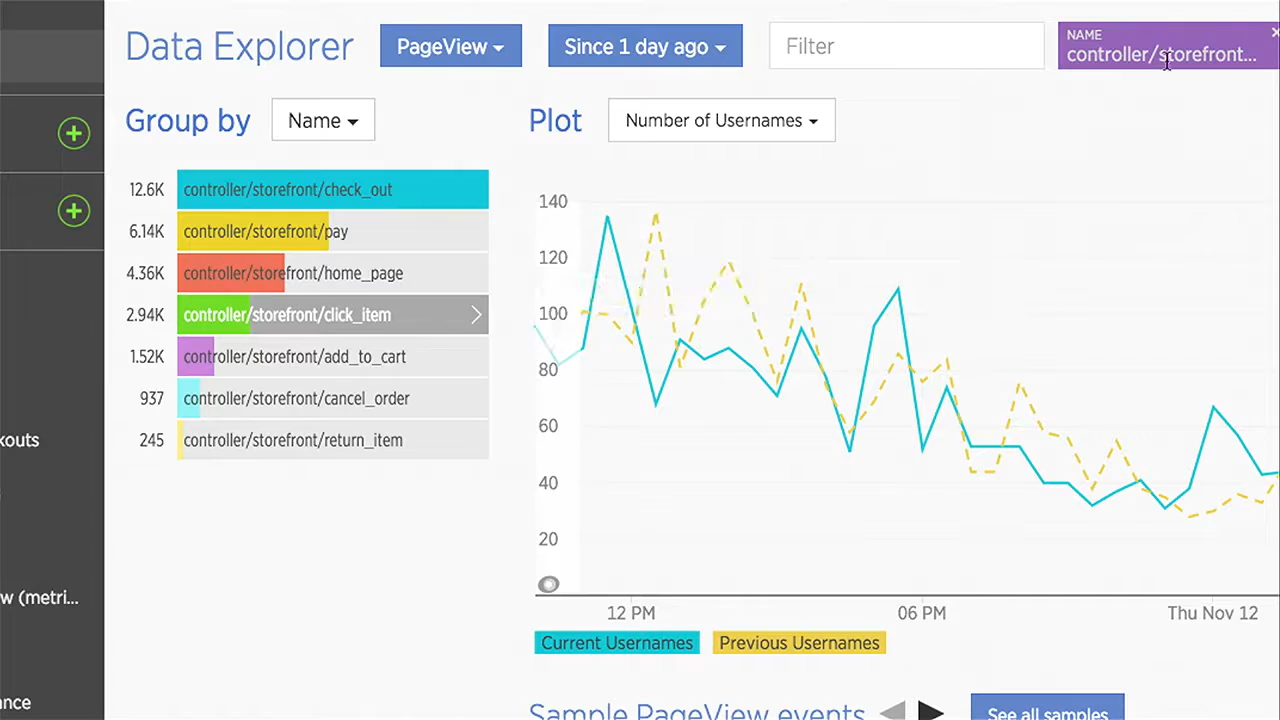 Data Explorer
PageView
Since 1 day ago
Filter
NAME
controller/storefront...
Group by
Name
Plot
Number of Usernames
12.6K controller/storefront/check_out
6.14K controller/storefront/pay
4.36K controller/storefront/home_page
2.94K controller/storefront/click_item
1.52K controller/storefront/add_to_cart
937 controller/storefront/cancel_order
245 controller/storefront/return_item
140
120
100
80
60
40
20
12 PM
06 PM
Thu Nov 12
Current Usernames
Previous Usernames
kouts
w (metri...
ance
Sample PageView events
See all samples